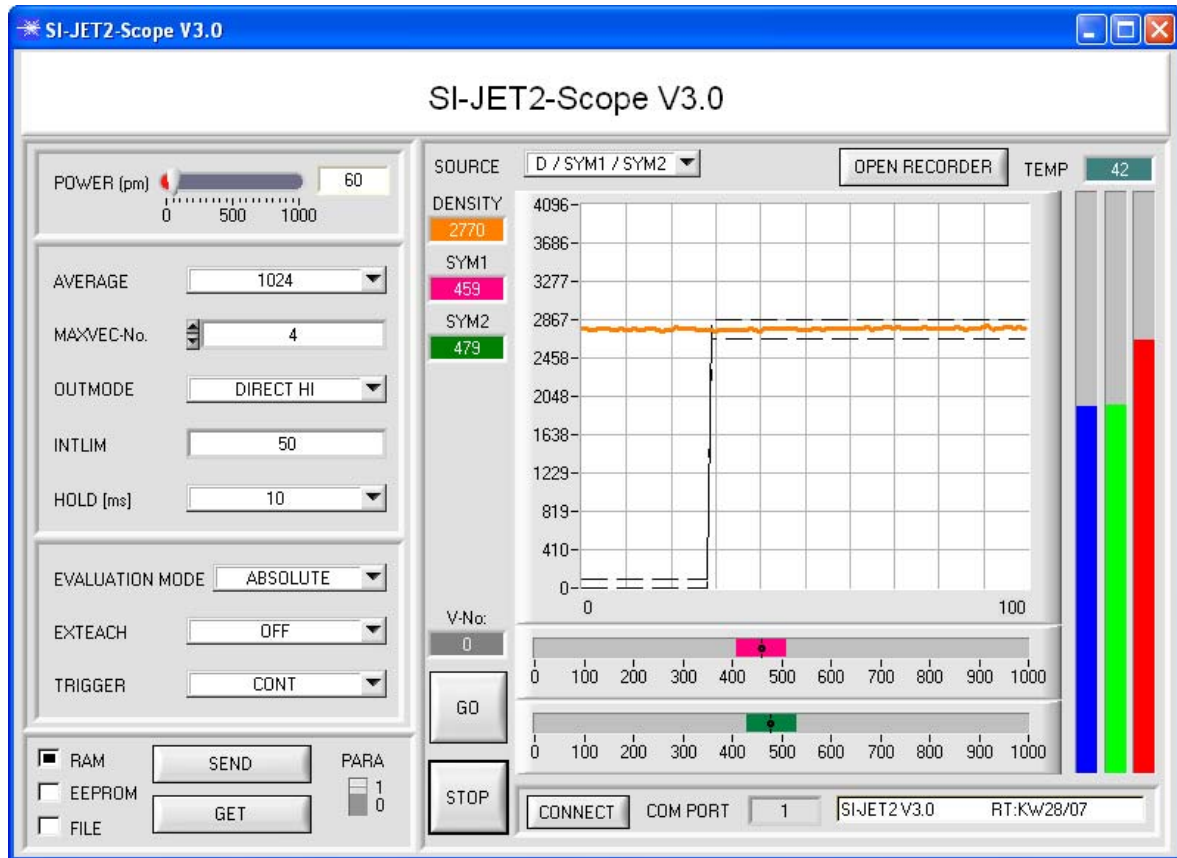 SI-JET2-Scope V3.0
SI-JET2-Scope V3.0
POWER (pm)
60
0 500 1000
AVERAGE
1024
MAXVEC-No.
4
OUTMODE
DIRECT HI
INTLIM
50
HOLD [ms]
10
EVALUATION MODE
ABSOLUTE
EXTEACH
OFF
TRIGGER
CONT
RAM
EEPROM
FILE
SEND
GET
PARA
1
0
SOURCE
D / SYM1 / SYM2
OPEN RECORDER
TEMP
42
DENSITY
2770
SYM1
459
SYM2
479
V-No:
0
GO
STOP
4096
3686
3277
2867
2458
2048
1638
1229
819
410
0
0 100
0 100 200 300 400 500 600 700 800 900 1000
0 100 200 300 400 500 600 700 800 900 1000
CONNECT
COM PORT
1
SI-JET2 V3.0 RT:KW28/07